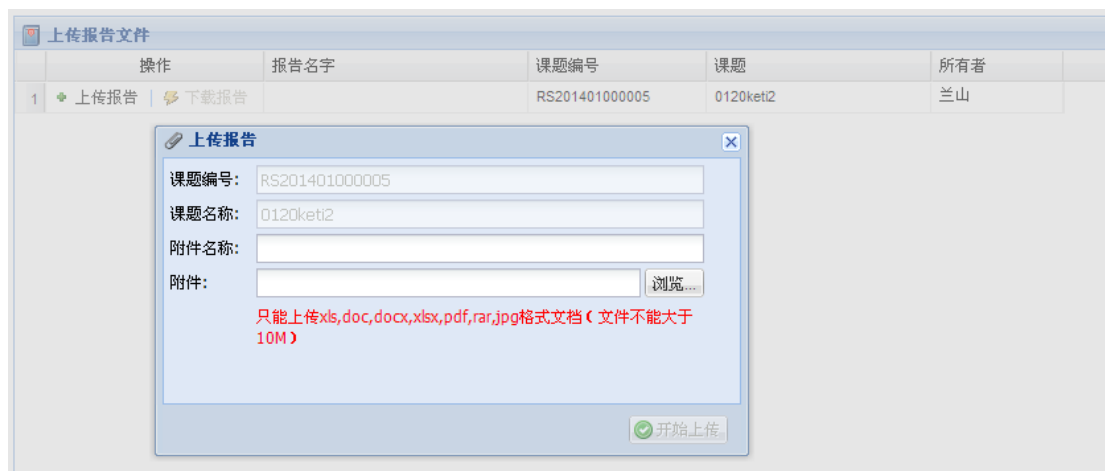 上传报告文件
操作 报告名字 课题编号 课题 所有者
1 上传报告 | 下载报告 RS201401000005 0120keti2 兰山
上传报告
课题编号: RS201401000005
课题名称: 0120keti2
附件名称:
附件: 浏览...
只能上传xls,doc,docx,xlsx,pdf,rar,jpg格式文档(文件不能大于
10M)
开始上传